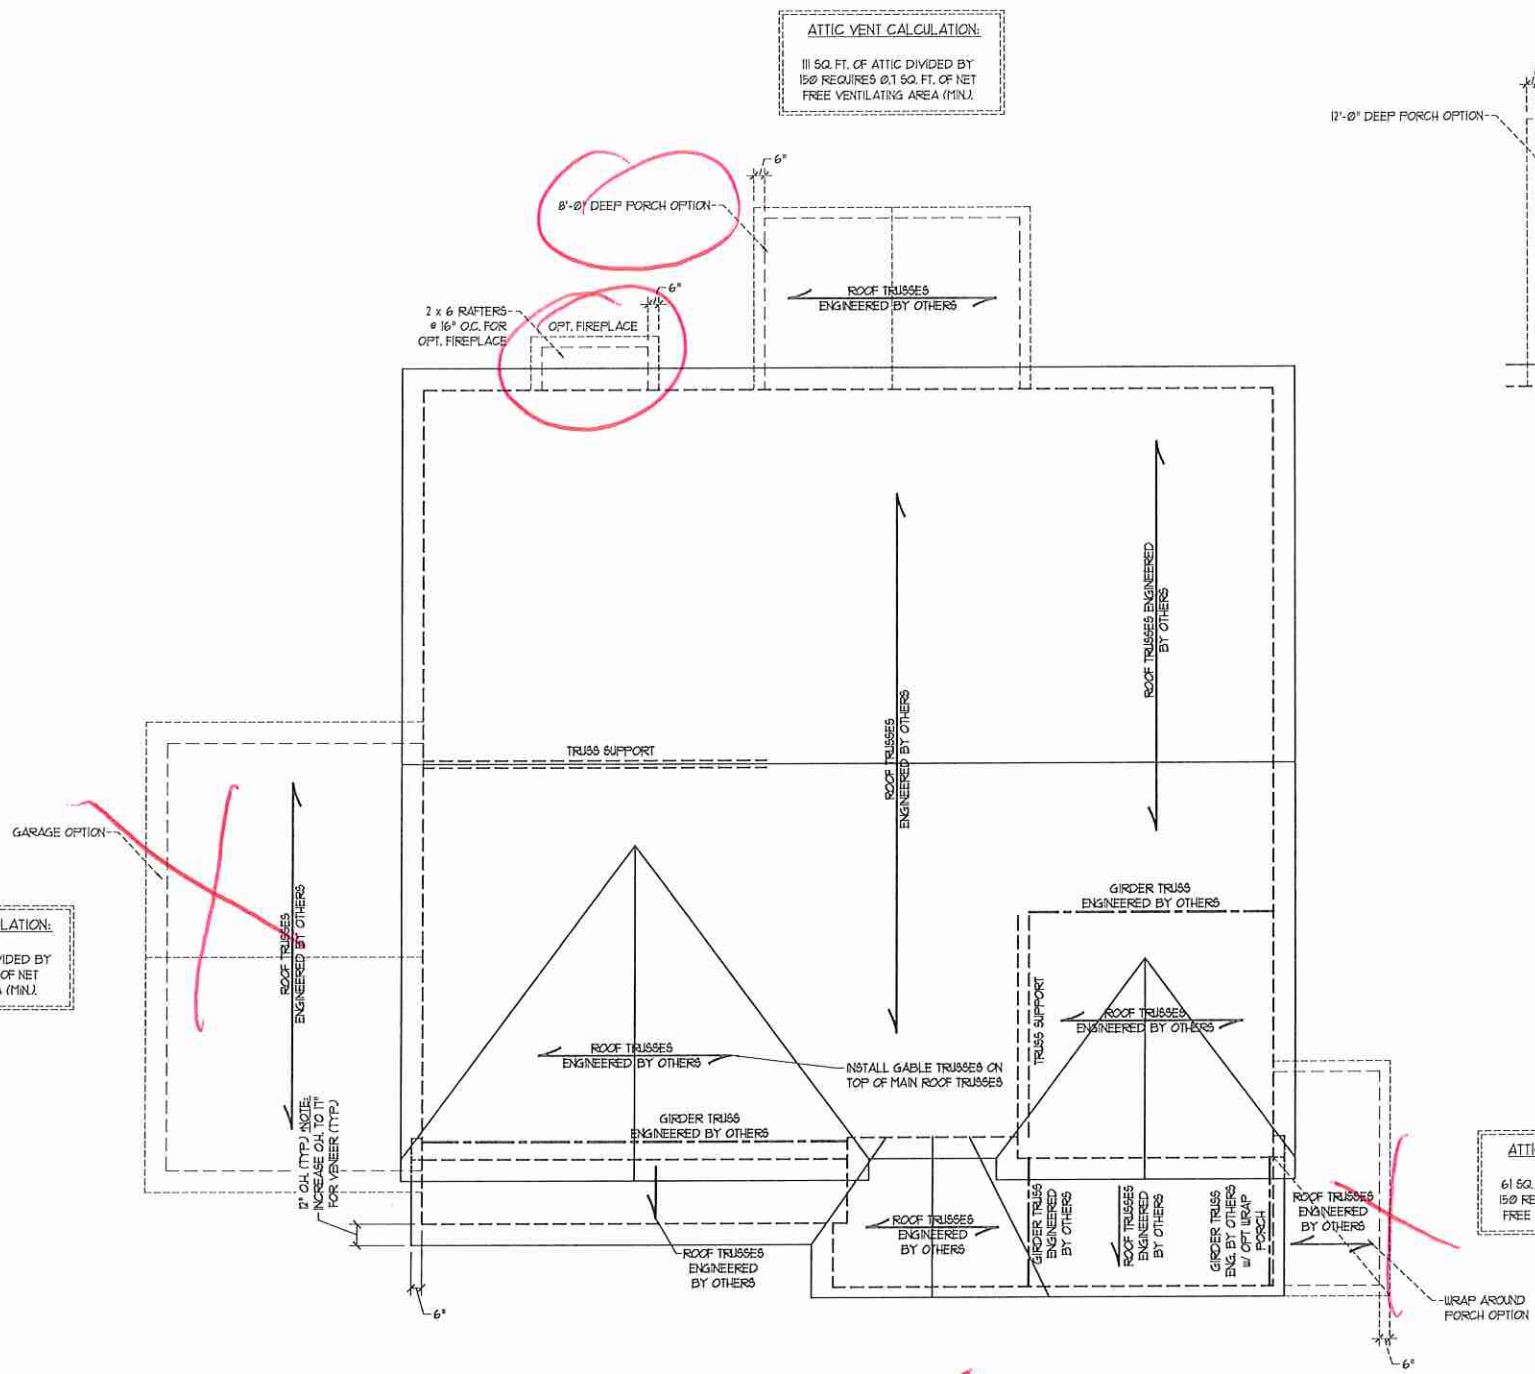 ATTIC VENT CALCULATION:
111 SQ. FT. OF ATTIC DIVIDED BY
150 REQUIRES 0.7 SQ. FT. OF NET
FREE VENTILATING AREA (MIN.).
12'-0" DEEP PORCH OPTION
6"
8'-0" DEEP PORCH OPTION
6"
2 x 6 RAFTERS
@ 16" O.C. FOR
OPT. FIREPLACE
OPT. FIREPLACE
ROOF TRUSSES
ENGINEERED BY OTHERS
ROOF TRUSSES ENGINEERED
BY OTHERS
ROOF TRUSSES
ENGINEERED BY OTHERS
TRUSS SUPPORT
GARAGE OPTION
ROOF TRUSSES
ENGINEERED BY OTHERS
LATION:
VIDED BY
OF NET
(MIN.).
GIRDER TRUSS
ENGINEERED BY OTHERS
TRUSS SUPPORT
ROOF TRUSSES
ENGINEERED BY OTHERS
ROOF TRUSSES
ENGINEERED BY OTHERS
INSTALL GABLE TRUSSES ON
TOP OF MAIN ROOF TRUSSES
GIRDER TRUSS
ENGINEERED BY OTHERS
12" O.H. (TYP.) NOTE:
INCREASE O.H. TO 17"
FOR VENEER (TYP.)
ROOF TRUSSES
ENGINEERED
BY OTHERS
ROOF TRUSSES
ENGINEERED
BY OTHERS
GIRDER TRUSS
ENGINEERED
BY OTHERS
ROOF TRUSSES
ENGINEERED
BY OTHERS
GIRDER TRUSS
ENG. BY OTHERS
W/ OPT. WRAP
PORCH
ROOF TRUSSES
ENGINEERED
BY OTHERS
ATTI
61 SQ.
150 RE
FREE
WRAP AROUND
PORCH OPTION
6"
6"